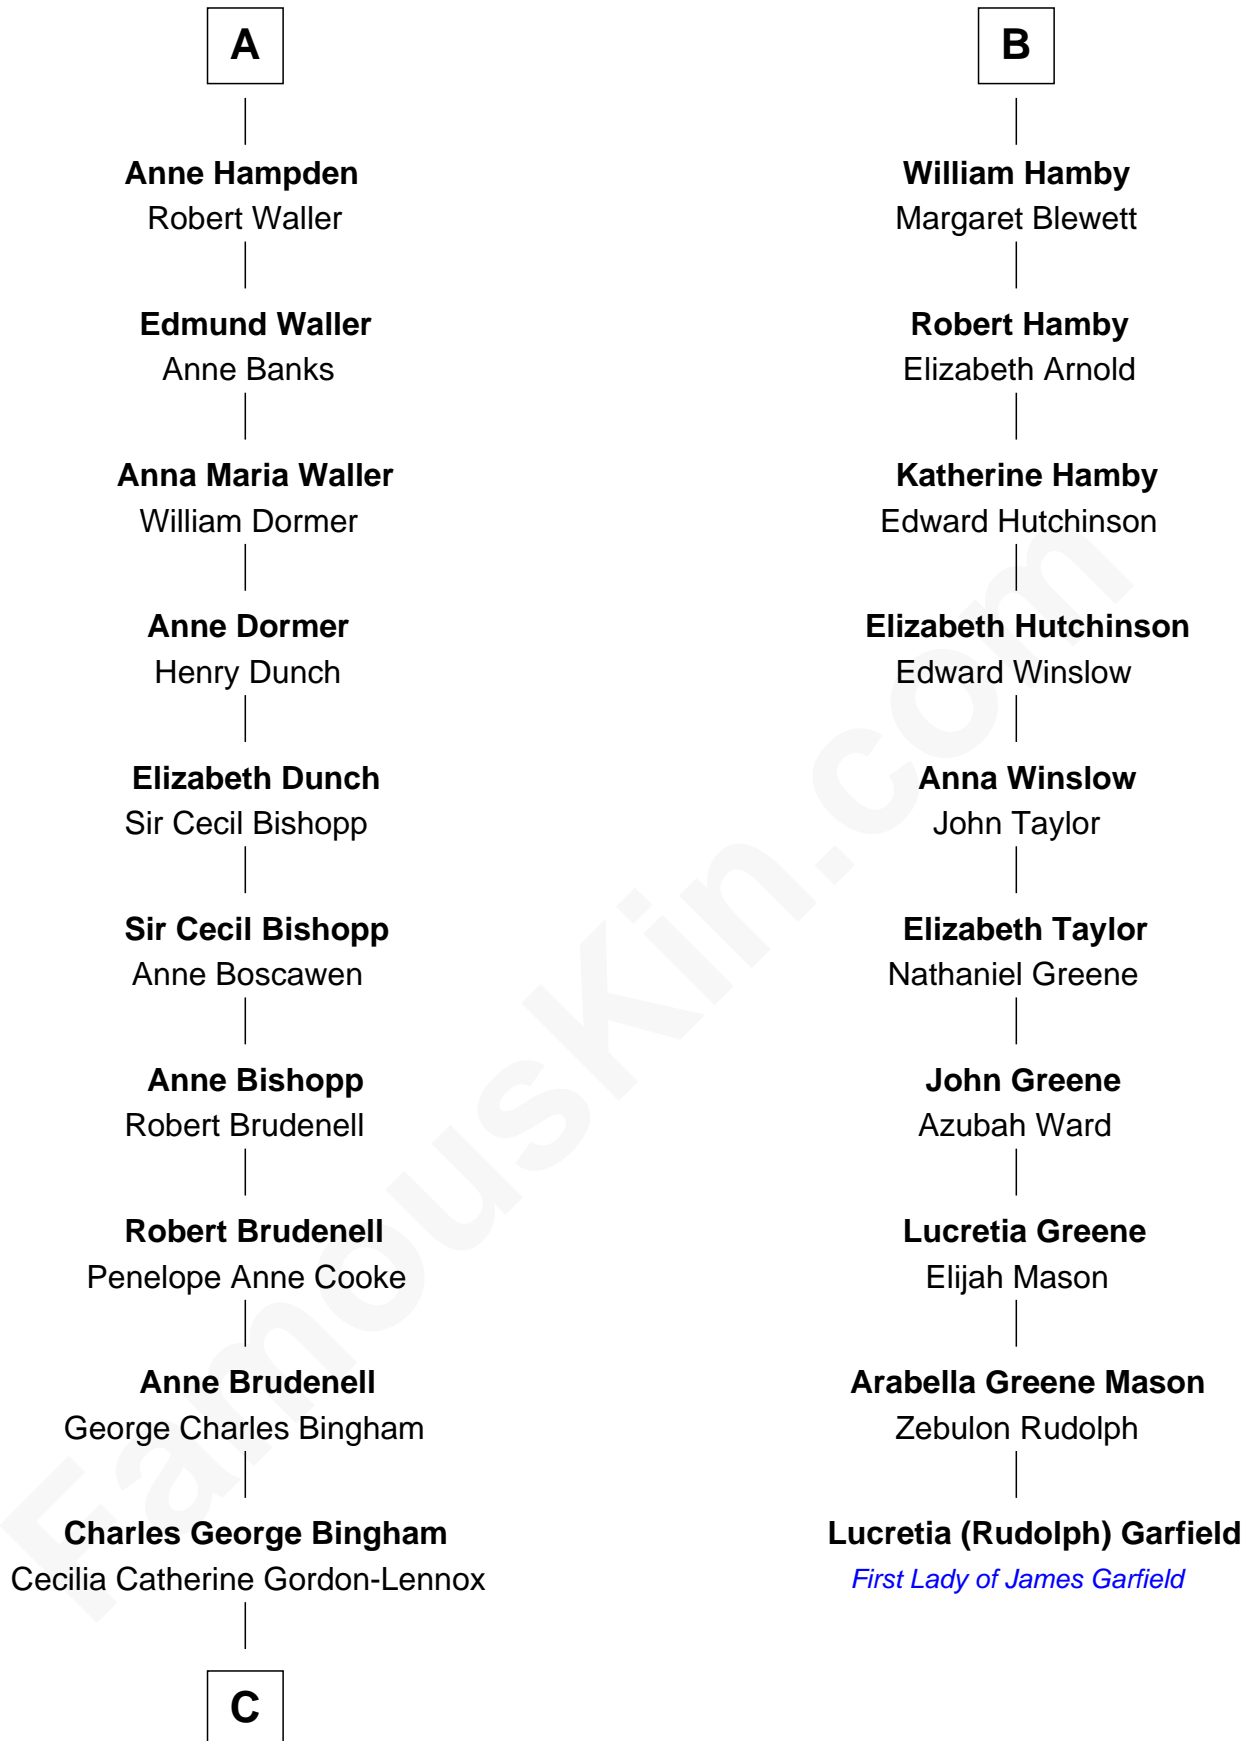 A
Anne Hampden
Robert Waller
Edmund Waller
Anne Banks
Anna Maria Waller
William Dormer
Anne Dormer
Henry Dunch
Elizabeth Dunch
Sir Cecil Bishopp
Sir Cecil Bishopp
Anne Boscawen
Anne Bishopp
Robert Brudenell
Robert Brudenell
Penelope Anne Cooke
Anne Brudenell
George Charles Bingham
Charles George Bingham
Cecilia Catherine Gordon-Lennox
C
B
William Hamby
Margaret Blewett
Robert Hamby
Elizabeth Arnold
Katherine Hamby
Edward Hutchinson
Elizabeth Hutchinson
Edward Winslow
Anna Winslow
John Taylor
Elizabeth Taylor
Nathaniel Greene
John Greene
Azubah Ward
Lucretia Greene
Elijah Mason
Arabella Greene Mason
Zebulon Rudolph
Lucretia (Rudolph) Garfield
First Lady of James Garfield
FamousKin.com